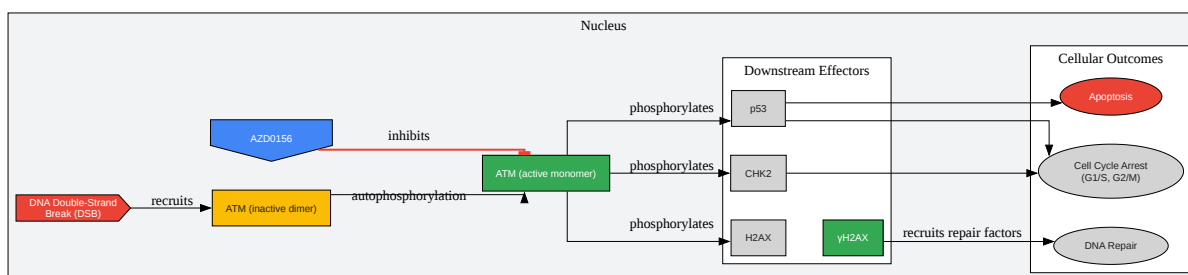 Nucleus
Cellular Outcomes
Downstream Effectors
Apoptosis
phosphorylates
p53
AZD0156
inhibits
phosphorylates
ATM (active monomer)
CHK2
Cell Cycle Arrest
(G1/S, G2/M)
DNA Double-Strand
Break (DSB)
recruits
ATM (inactive dimer)
autophosphorylation
phosphorylates
H2AX
γH2AX
recruits repair factors
DNA Repair